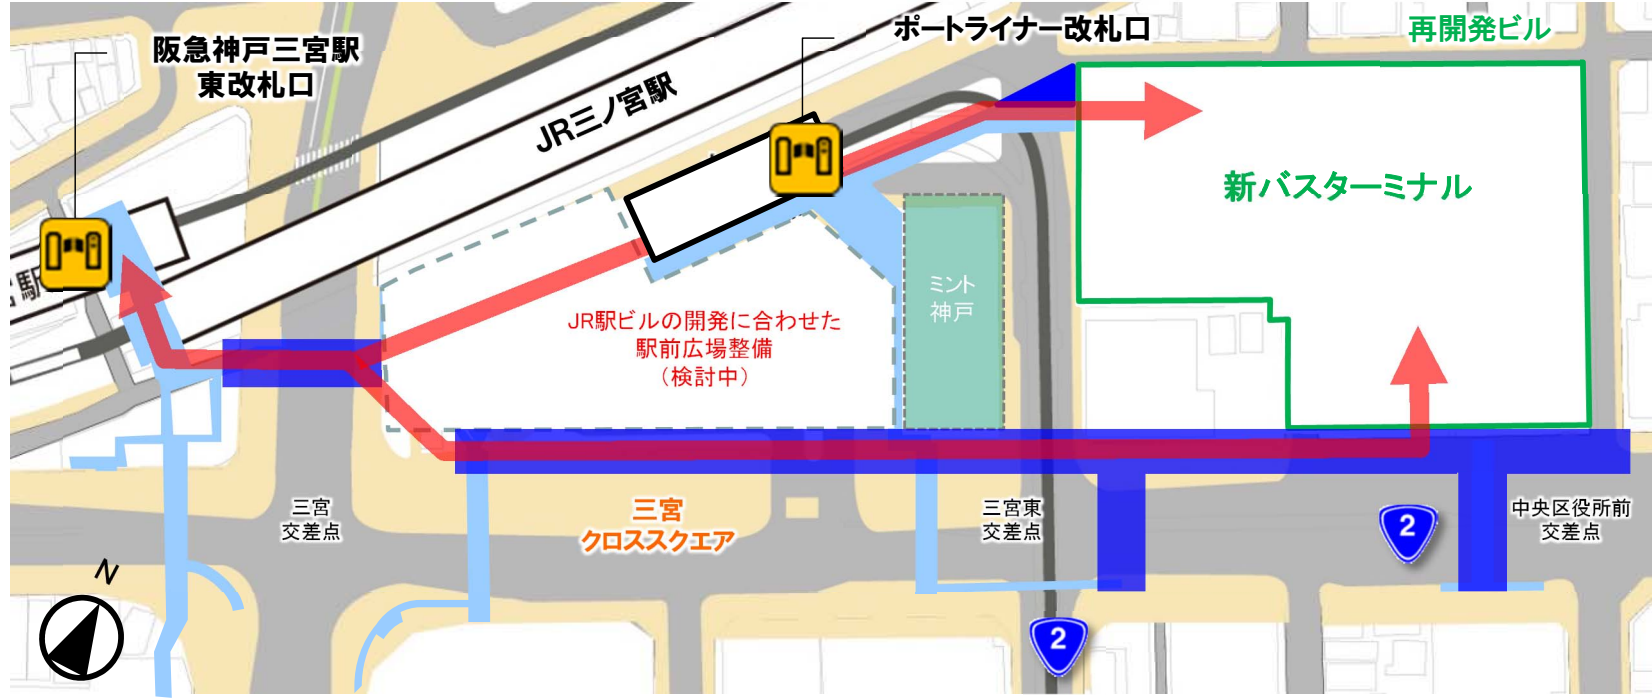 阪急神戸三宮駅
東改札口
ポートライナー改札口
再開発ビル
JR三ノ宮駅
新バスターミナル
駅
ミント
神戸
JR駅ビルの開発に合わせた
駅前広場整備
（検討中）
三宮
交差点
三宮
クロススクエア
三宮東
交差点
2
中央区役所前
交差点
N
2